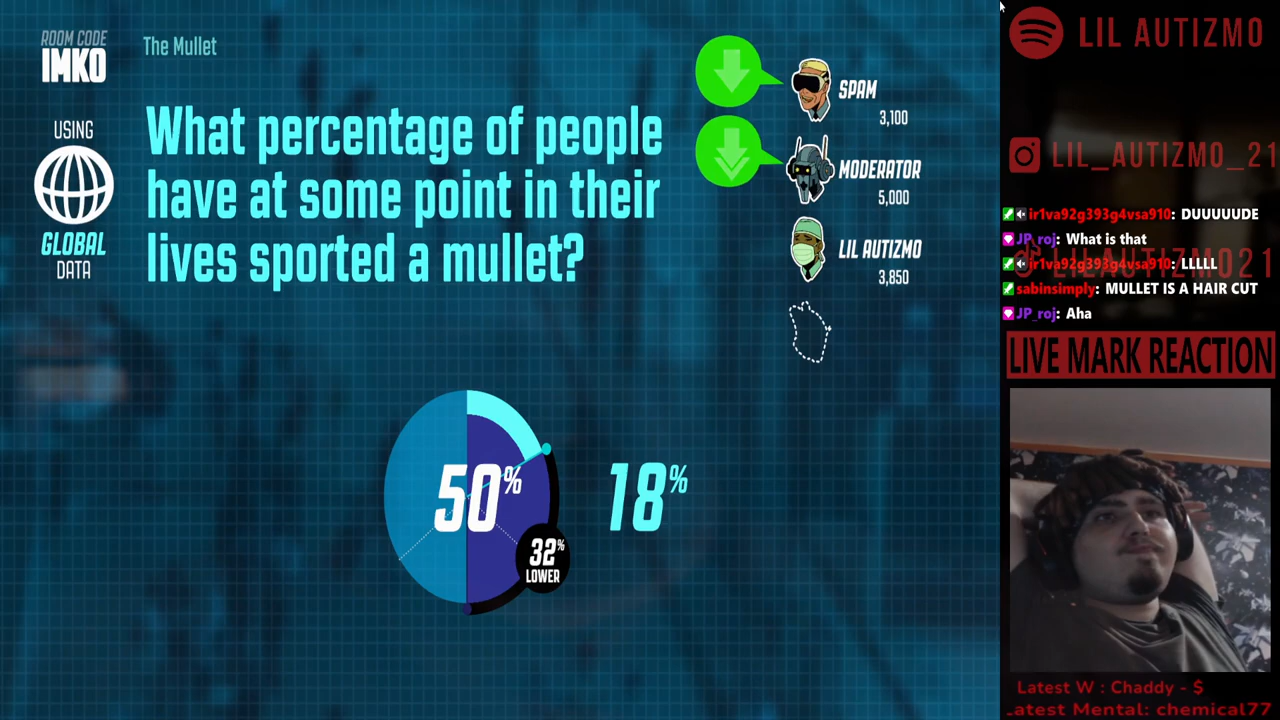 ROOM CODE
IMKO
The Mullet
USING
GLOBAL
DATA
What percentage of people
have at some point in their
lives sported a mullet?
SPAM
3,100
MODERATOR
5,000
LIL AUTIZMO
3,850
50%
18%
32%
LOWER
LIL AUTIZMO
LIL_AUTIZMO_21
LILAUTIZMO21
ir1va92g393g4vsa910: DUUUUUDE
JP_roj: What is that
ir1va92g393g4vsa910: LLLLL
sabinsimply: MULLET IS A HAIR CUT
JP_roj: Aha
LIVE MARK REACTION
Latest W : Chaddy - $
Latest Mental: chemical77